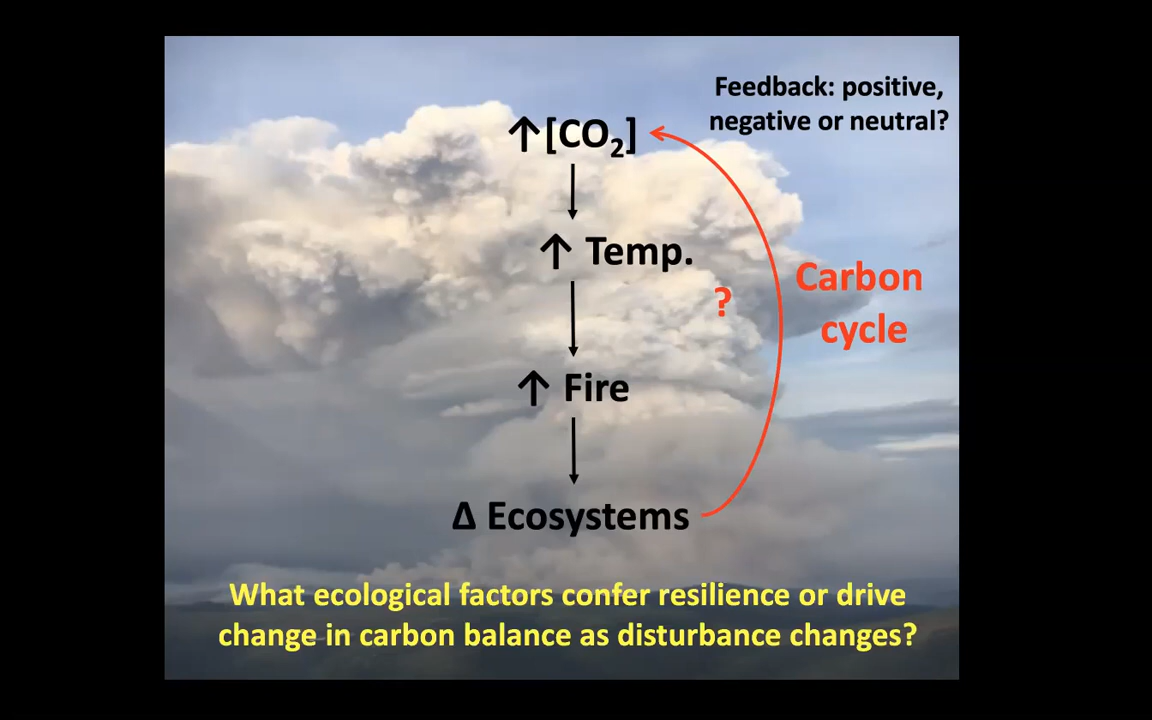 Feedback: positive,
negative or neutral?
↑[CO₂]
↑ Temp.
?
Carbon
cycle
↑ Fire
Δ Ecosystems
What ecological factors confer resilience or drive
change in carbon balance as disturbance changes?